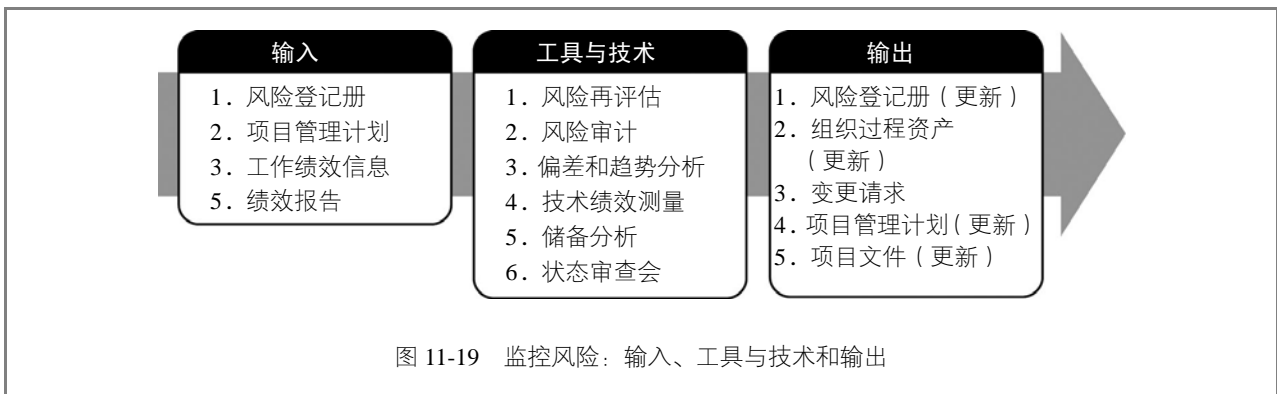 输入
1. 风险登记册
2. 项目管理计划
3. 工作绩效信息
5. 绩效报告
工具与技术
1. 风险再评估
2. 风险审计
3. 偏差和趋势分析
4. 技术绩效测量
5. 储备分析
6. 状态审查会
输出
1. 风险登记册(更新)
2. 组织过程资产
(更新)
3. 变更请求
4. 项目管理计划(更新)
5. 项目文件(更新)
图 11-19 监控风险:输入、工具与技术和输出